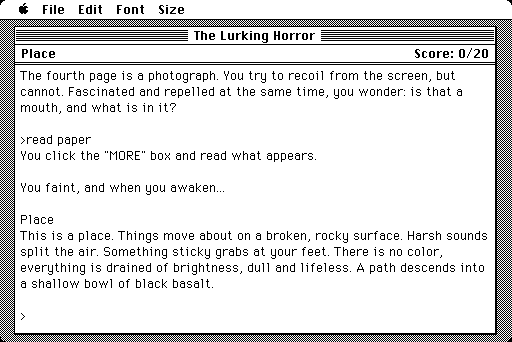 File Edit Font Size
The Lurking Horror
Place Score: 0/20
The fourth page is a photograph. You try to recoil from the screen, but
cannot. Fascinated and repelled at the same time, you wonder: is that a
mouth, and what is in it?
>read paper
You click the "MORE" box and read what appears.
You faint, and when you awaken...
Place
This is a place. Things move about on a broken, rocky surface. Harsh sounds
split the air. Something sticky grabs at your feet. There is no color,
everything is drained of brightness, dull and lifeless. A path descends into
a shallow bowl of black basalt.
>